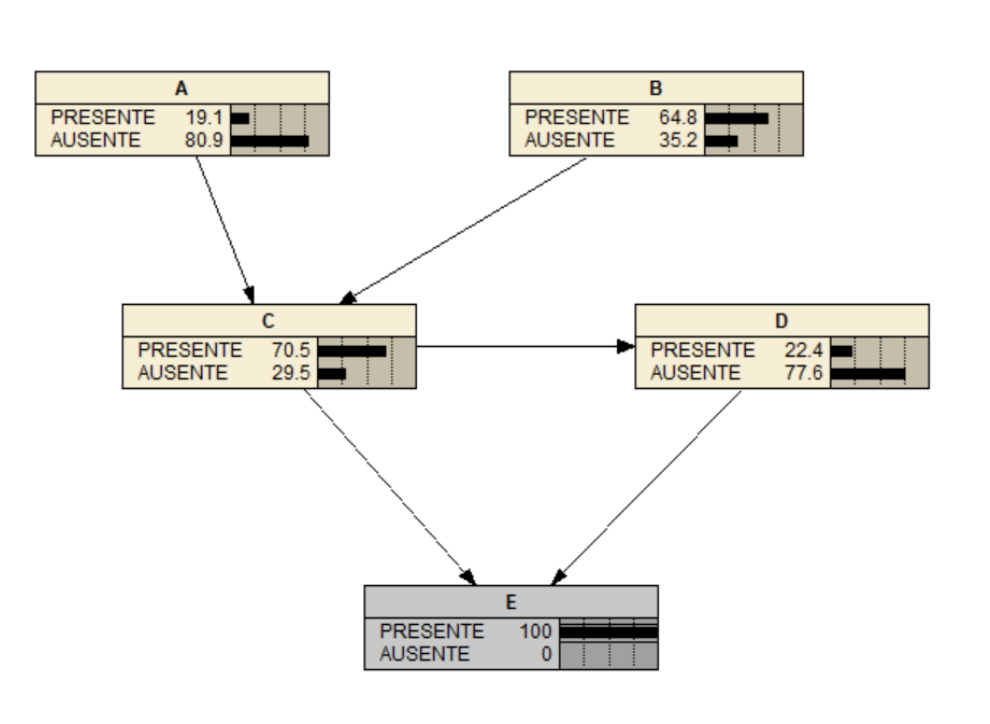 A
PRESENTE 19.1
AUSENTE 80.9
B
PRESENTE 64.8
AUSENTE 35.2
C
PRESENTE 70.5
AUSENTE 29.5
D
PRESENTE 22.4
AUSENTE 77.6
E
PRESENTE 100
AUSENTE 0